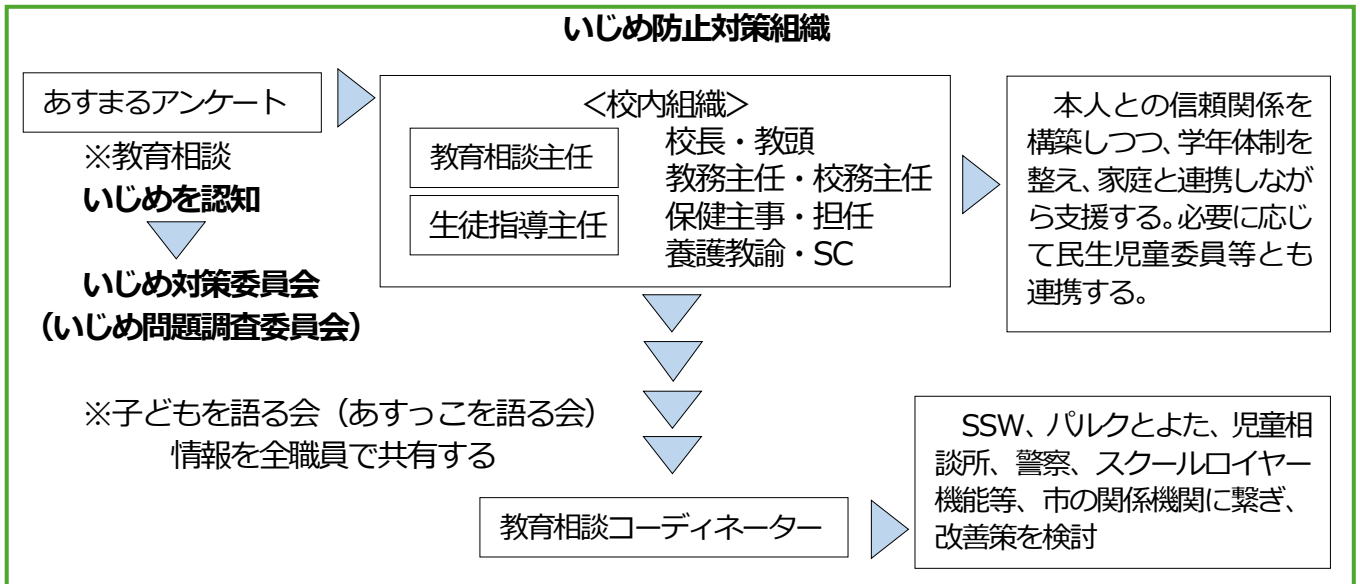 いじめ防止対策組織
あすまるアンケート
※教育相談
いじめを認知
いじめ対策委員会
（いじめ問題調査委員会）
＜校内組織＞
教育相談主任
生徒指導主任
校長・教頭
教務主任・校務主任
保健主事・担任
養護教諭・SC
本人との信頼関係を
構築しつつ、学年体制を
整え、家庭と連携しなが
ら支援する。必要に応じ
て民生児童委員等とも
連携する。
※子どもを語る会（あすっこを語る会）
情報を全職員で共有する
教育相談コーディネーター
SSW、パルクとよた、児童相
談所、警察、スクールロイヤー
機能等、市の関係機関に繋ぎ、
改善策を検討